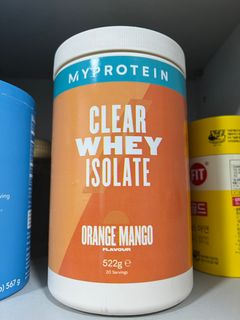 MYPROTEIN
CLEAR
WHEY
ISOLATE
ORANGE MANGO
FLAVOUR
522g ℮
20 Servings
FIT
567 g